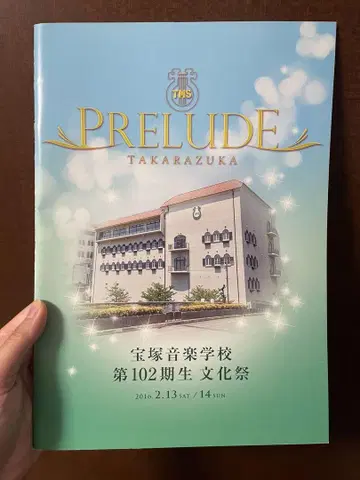 TMS
PRELUDE
TAKARAZUKA
宝塚音楽学校
第102期生 文化祭
2016. 2.13 SAT / 14 SUN